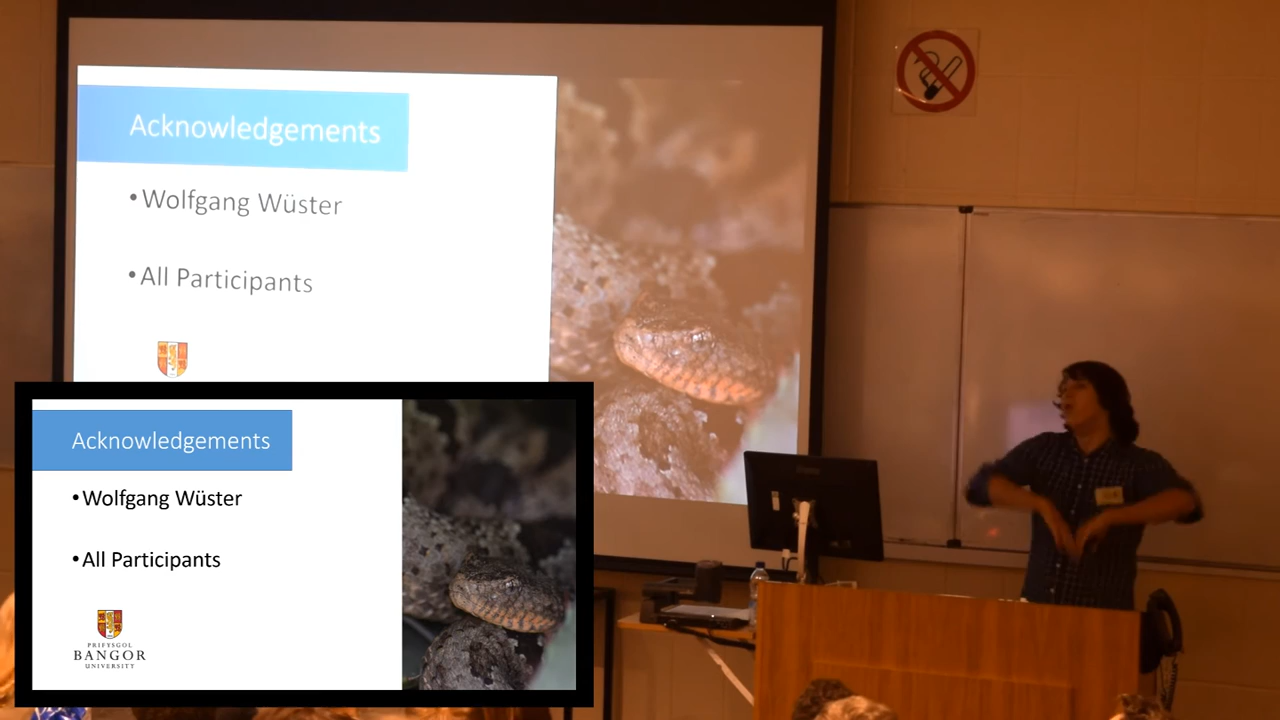 Acknowledgements
•Wolfgang Wüster
•All Participants
Acknowledgements
•Wolfgang Wüster
•All Participants
PRIFYSGOL
BANGOR
UNIVERSITY